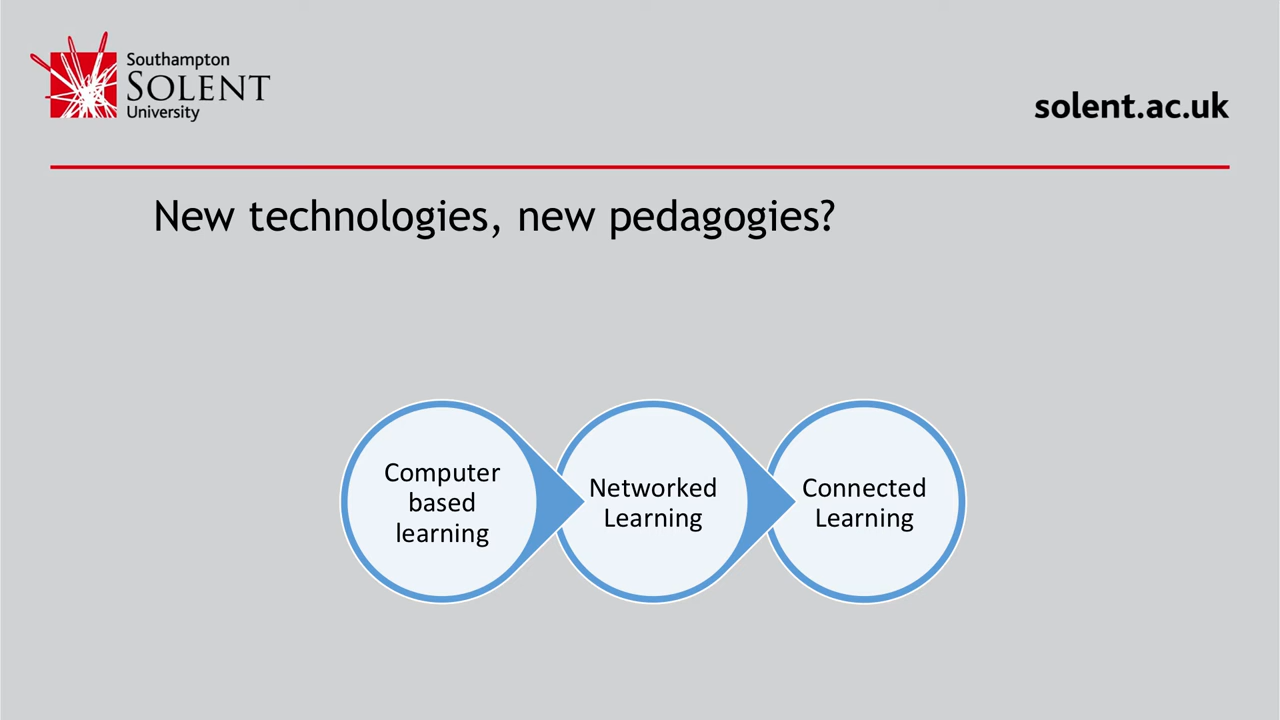 Southampton
SOLENT
University
solent.ac.uk
New technologies, new pedagogies?
Computer
based
learning
Networked
Learning
Connected
Learning